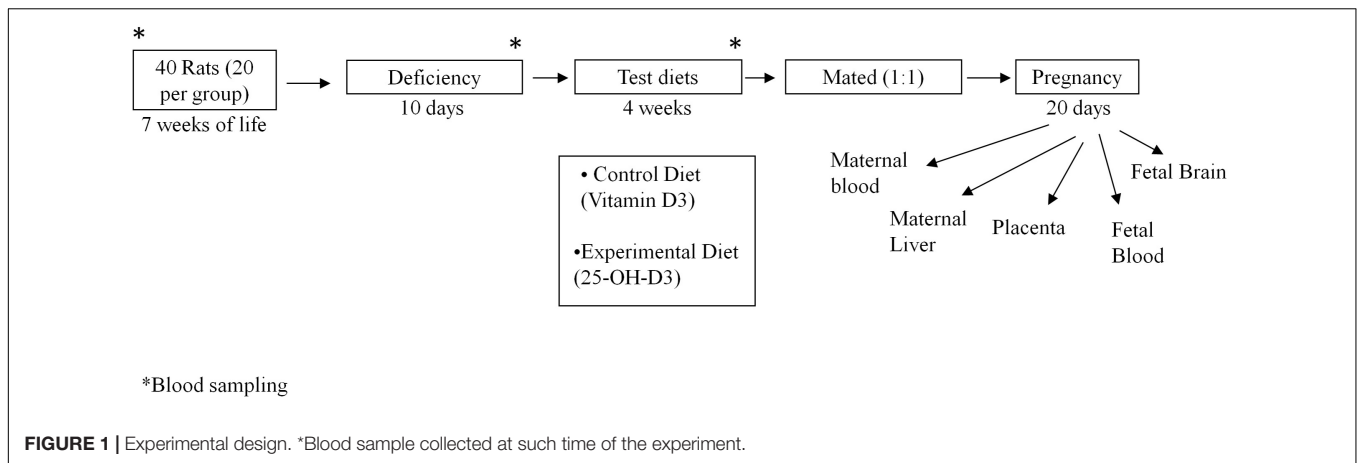 *
*
*
40 Rats (20
per group)
Deficiency
Test diets
Mated (1:1)
Pregnancy
7 weeks of life
10 days
4 weeks
20 days
• Control Diet
(Vitamin D3)
•Experimental Diet
(25-OH-D3)
Maternal
blood
Maternal
Liver
Placenta
Fetal
Blood
Fetal Brain
*Blood sampling
FIGURE 1 | Experimental design. *Blood sample collected at such time of the experiment.